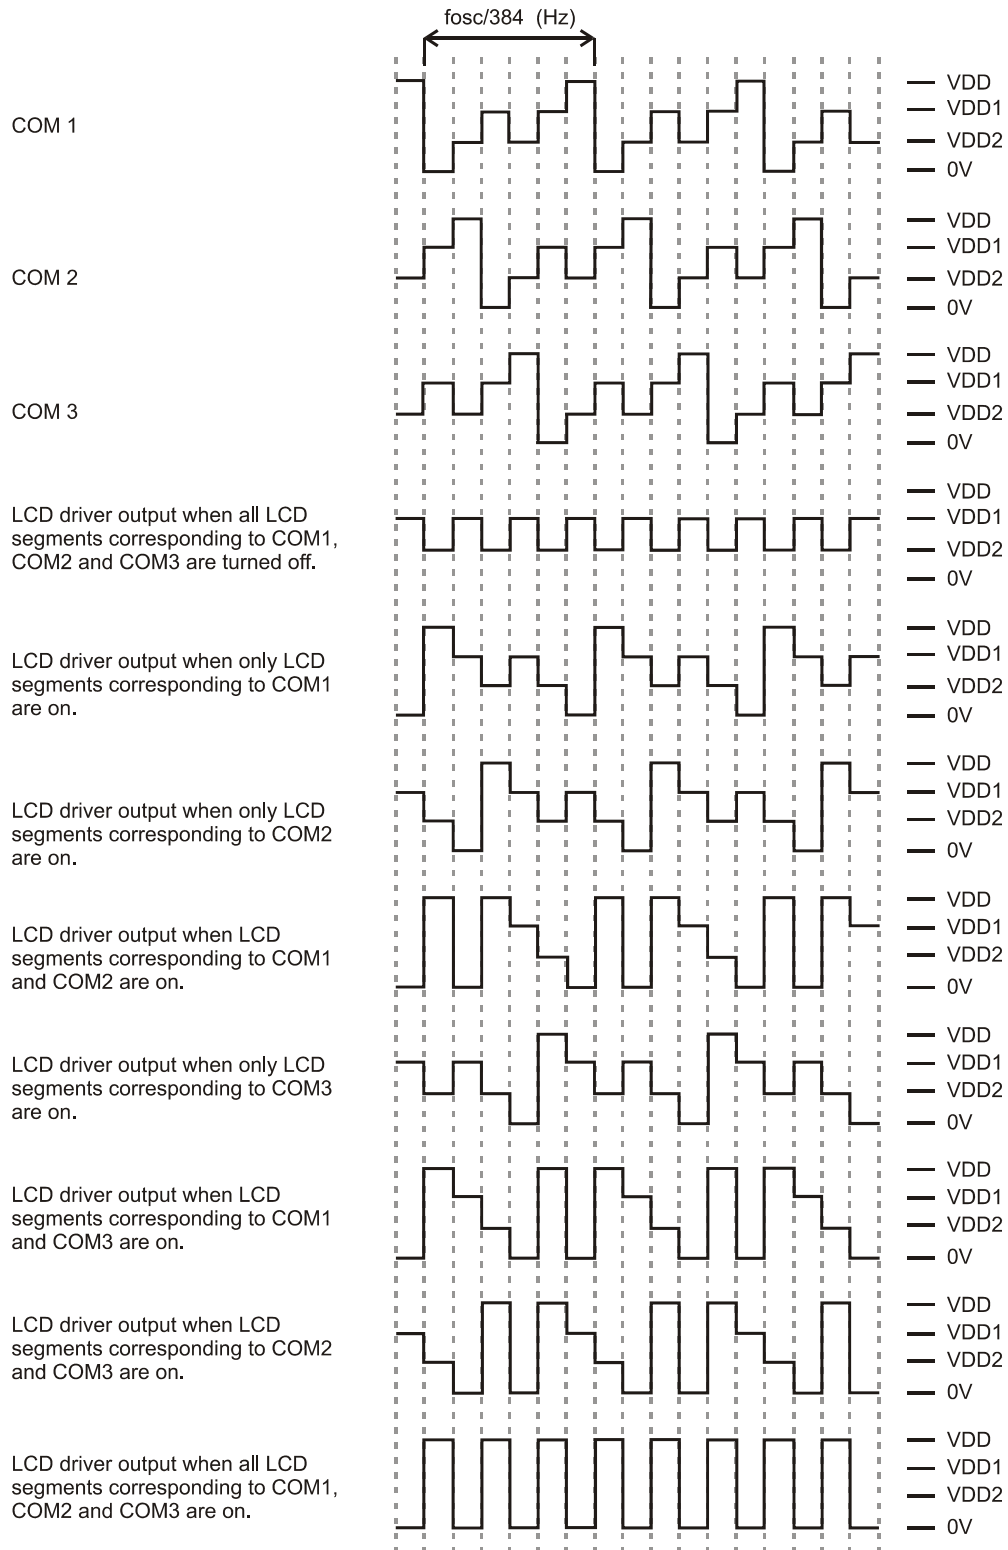 fosc/384 (Hz)
COM 1
VDD
VDD1
VDD2
0V
COM 2
VDD
VDD1
VDD2
0V
COM 3
VDD
VDD1
VDD2
0V
LCD driver output when all LCD
segments corresponding to COM1,
COM2 and COM3 are turned off.
VDD
VDD1
VDD2
0V
LCD driver output when only LCD
segments corresponding to COM1
are on.
VDD
VDD1
VDD2
0V
LCD driver output when only LCD
segments corresponding to COM2
are on.
VDD
VDD1
VDD2
0V
LCD driver output when LCD
segments corresponding to COM1
and COM2 are on.
VDD
VDD1
VDD2
0V
LCD driver output when only LCD
segments corresponding to COM3
are on.
VDD
VDD1
VDD2
0V
LCD driver output when LCD
segments corresponding to COM1
and COM3 are on.
VDD
VDD1
VDD2
0V
LCD driver output when LCD
segments corresponding to COM2
and COM3 are on.
VDD
VDD1
VDD2
0V
LCD driver output when all LCD
segments corresponding to COM1,
COM2 and COM3 are on.
VDD
VDD1
VDD2
0V